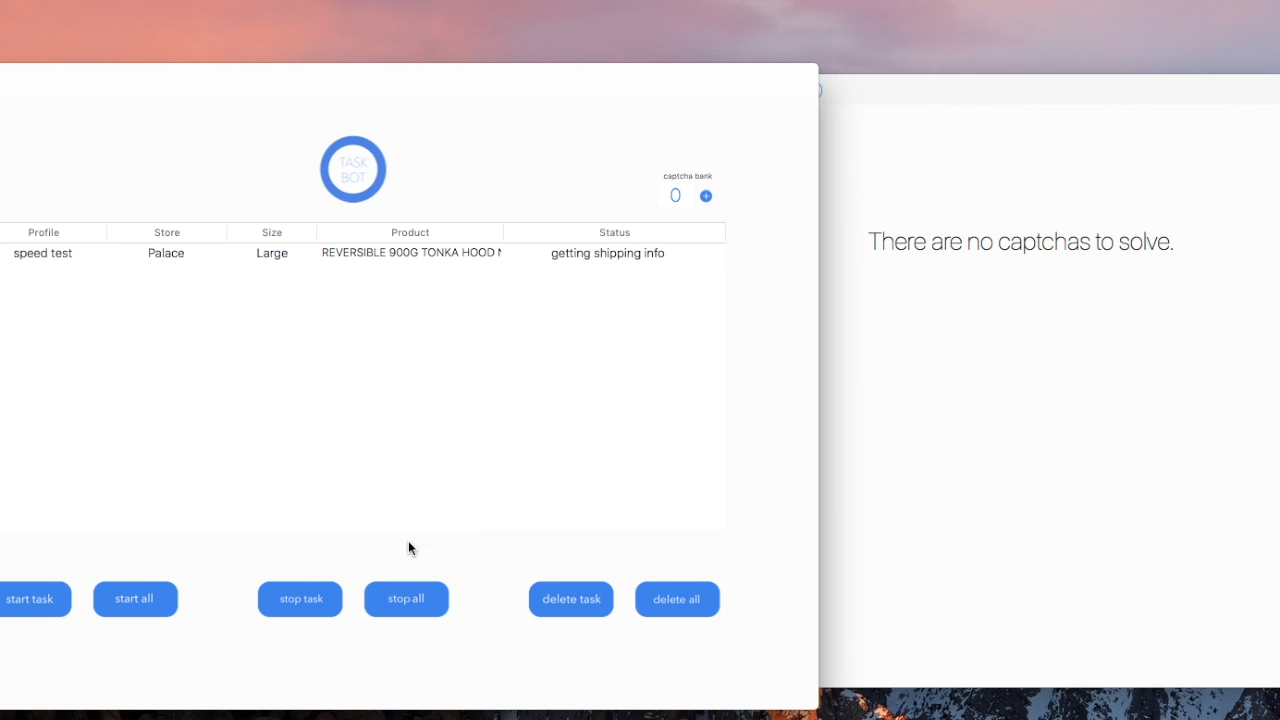 TASK
BOT
captcha bank
0
Profile Store Size Product Status
speed test Palace Large REVERSIBLE 900G TONKA HOOD getting shipping info
There are no captchas to solve.
start task start all stop task stop all delete task delete all